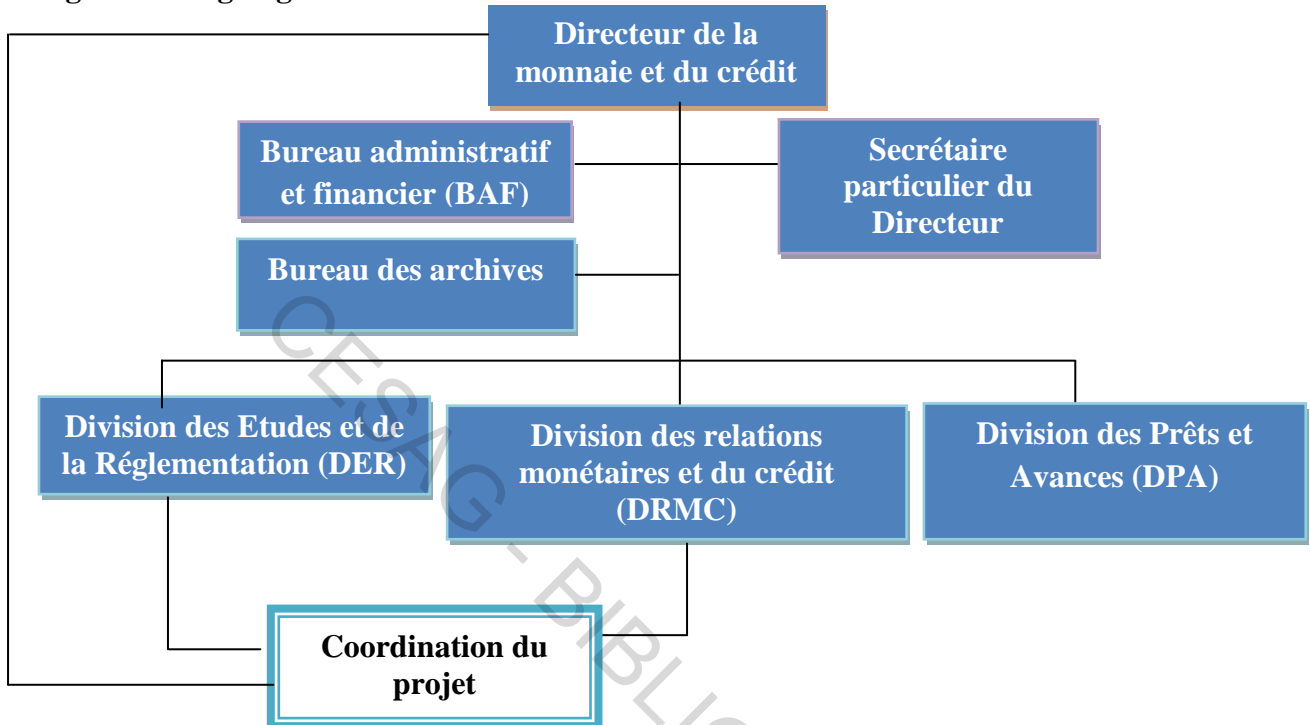 Directeur de la
monnaie et du crédit
Bureau administratif
et financier (BAF)
Secrétaire
particulier du
Directeur
Bureau des archives
Division des Etudes et de
la Réglementation (DER)
Division des relations
monétaires et du crédit
(DRMC)
Division des Prêts et
Avances (DPA)
Coordination du
projet
CESAG - BIBLIO